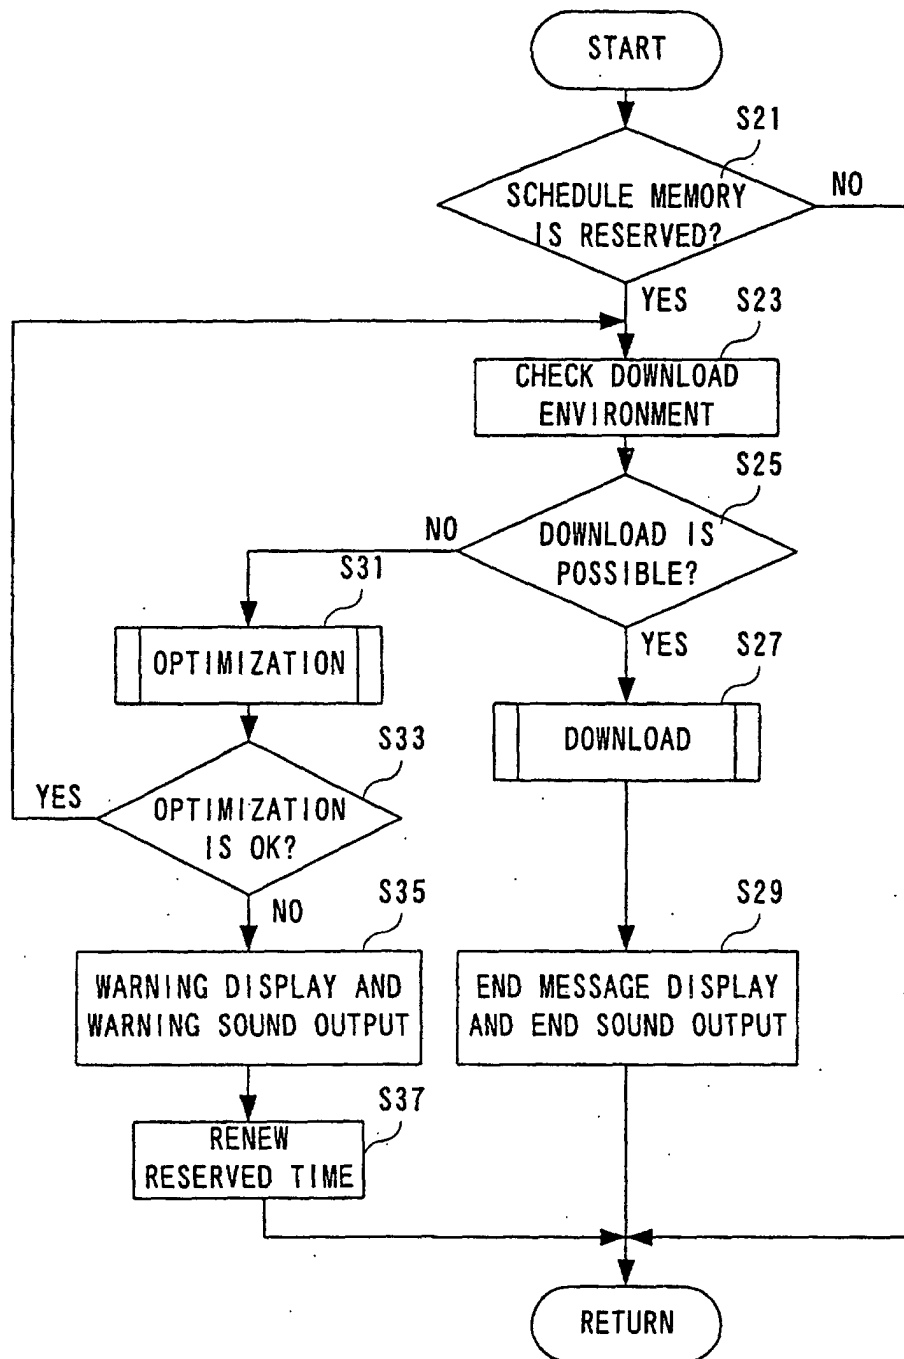 START
S21
SCHEDULE MEMORY
IS RESERVED?
NO
YES
S23
CHECK DOWNLOAD
ENVIRONMENT
S25
DOWNLOAD IS
POSSIBLE?
NO
YES
S31
OPTIMIZATION
S27
DOWNLOAD
S33
OPTIMIZATION
IS OK?
YES
NO
S35
WARNING DISPLAY AND
WARNING SOUND OUTPUT
S29
END MESSAGE DISPLAY
AND END SOUND OUTPUT
S37
RENEW
RESERVED TIME
RETURN